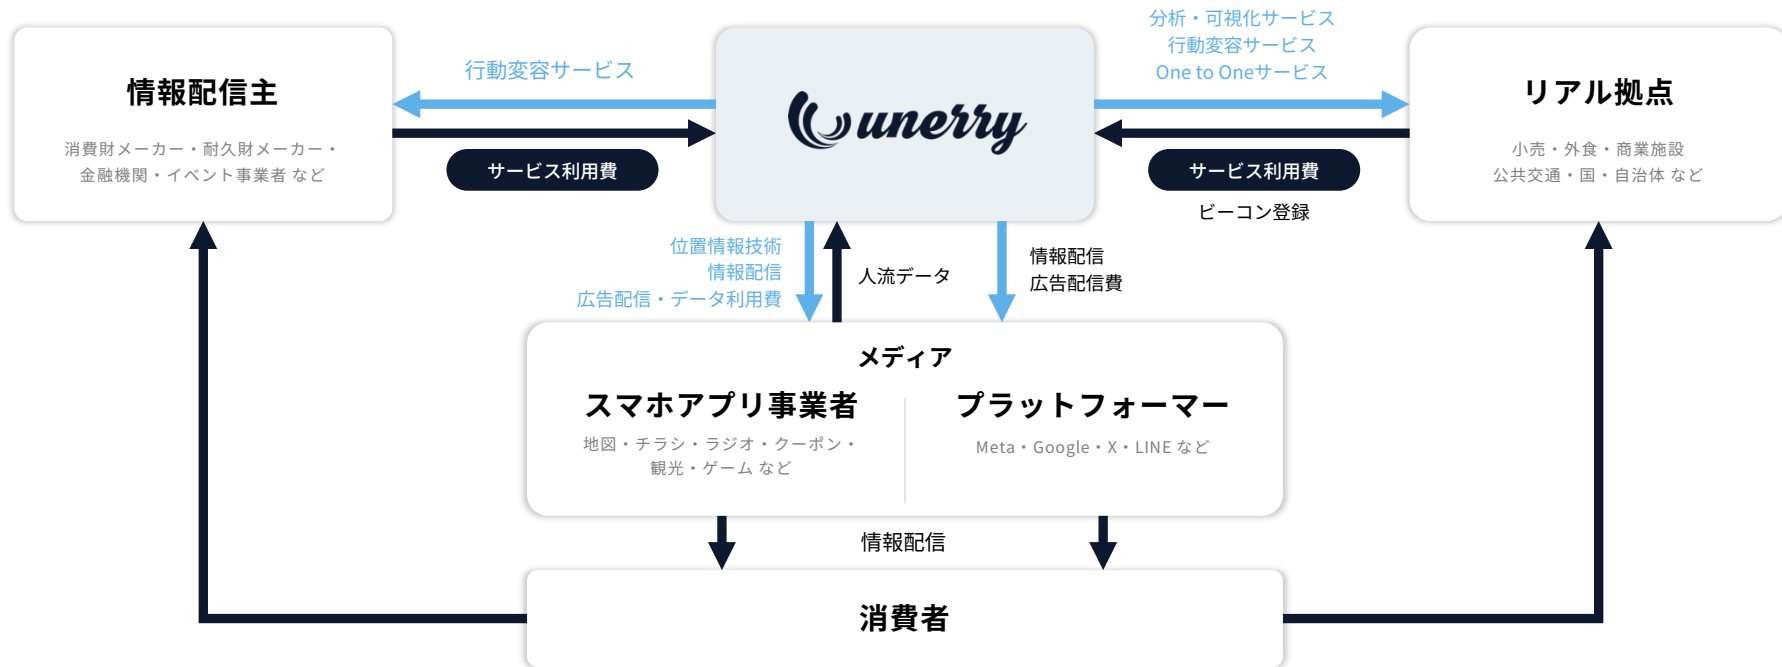 情報配信主
消費財メーカー・耐久財メーカー・
金融機関・イベント事業者 など
行動変容サービス
サービス利用費
unerry
分析・可視化サービス
行動変容サービス
One to Oneサービス
サービス利用費
ビーコン登録
リアル拠点
小売・外食・商業施設
公共交通・国・自治体 など
位置情報技術
情報配信
広告配信・データ利用費
人流データ
情報配信
広告配信費
メディア
スマホアプリ事業者
地図・チラシ・ラジオ・クーポン・
観光・ゲーム など
プラットフォーマー
Meta・Google・X・LINE など
情報配信
消費者